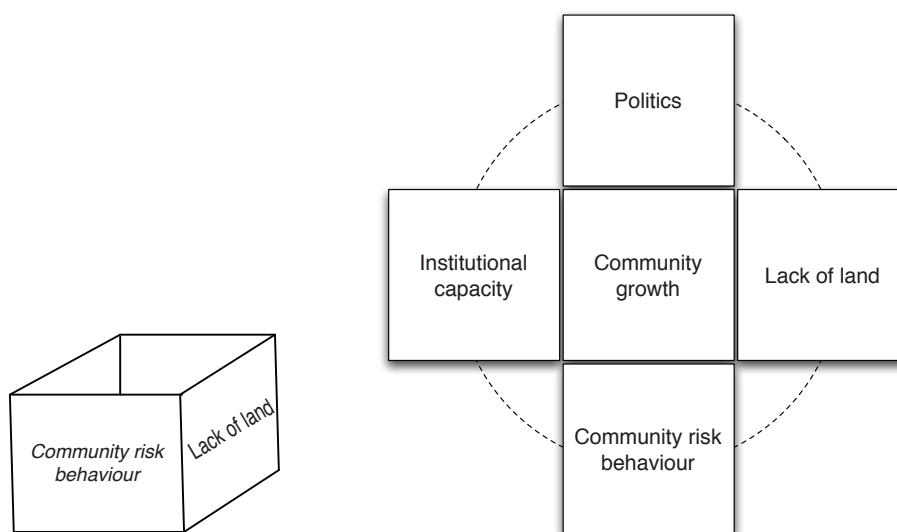 Politics
Institutional
capacity
Community
growth
Lack of land
Community risk
behaviour
Community risk
behaviour
Lack of land